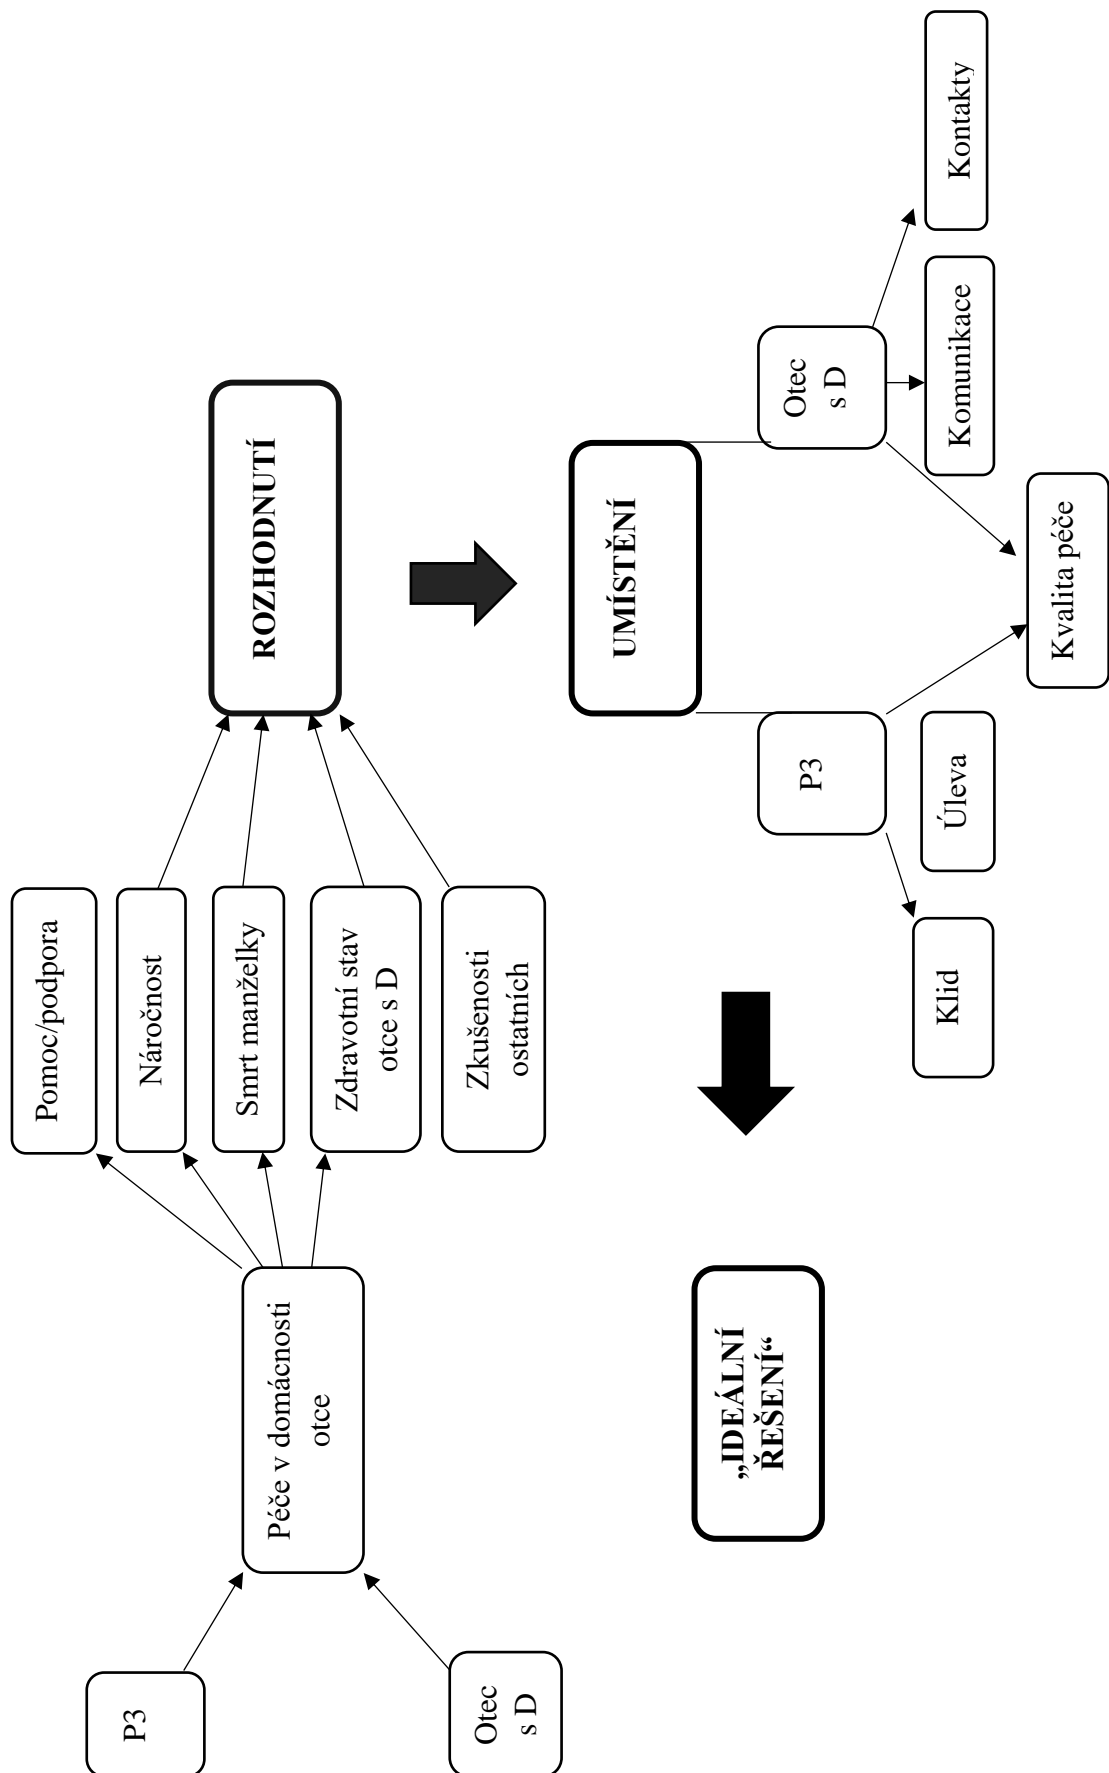 P3
Otec
s D
Péče v domácnosti
otce
Pomoc/podpora
Náročnost
Smrt manželky
Zdravotní stav
otce s D
Zkušenosti
ostatních
ROZHODNUTÍ
UMÍSTĚNÍ
P3
Otec
s D
Klid
Úleva
Kvalita péče
Komunikace
Kontakty
„IDEÁLNÍ
ŘEŠENÍ“